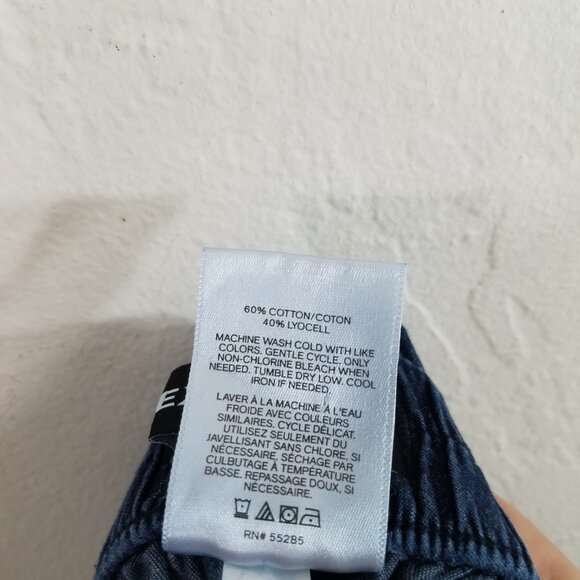 60% COTTON/COTON
40% LYOCELL
MACHINE WASH COLD WITH LIKE
COLORS. GENTLE CYCLE. ONLY
NON-CHLORINE BLEACH WHEN
NEEDED. TUMBLE DRY LOW. COOL
IRON IF NEEDED.
LAVER À LA MACHINE À L'EAU
FROIDE AVEC COULEURS
SIMILAIRES. CYCLE DÉLICAT.
UTILISEZ SEULEMENT DU
JAVELLISANT SANS CHLORE, SI
NÉCESSAIRE. SÉCHAGE PAR
CULBUTAGE À TEMPÉRATURE
BASSE. REPASSAGE DOUX, SI
NÉCESSAIRE.
RN# 55285